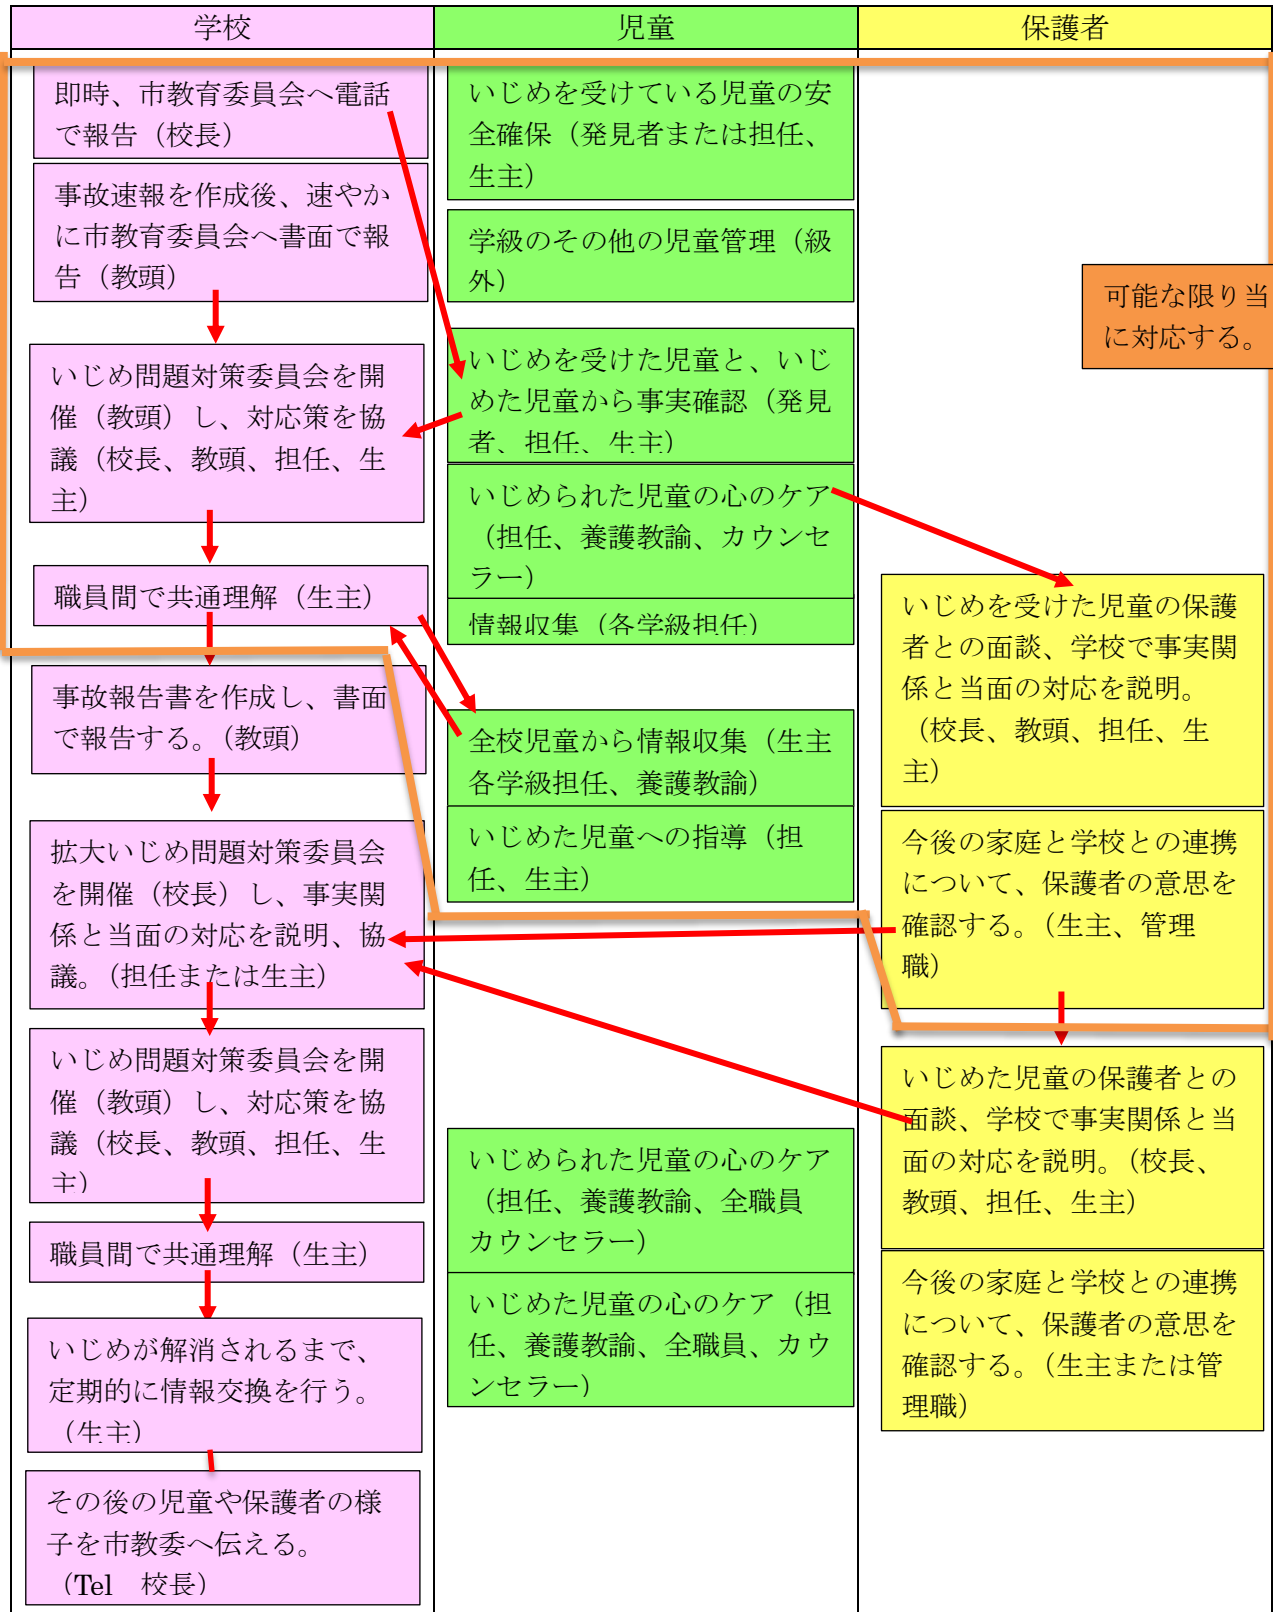 学校
児童
保護者
即時、市教育委員会へ電話
で報告（校長）
事故速報を作成後、速やか
に市教育委員会へ書面で報
告（教頭）
いじめ問題対策委員会を開
催（教頭）し、対応策を協
議（校長、教頭、担任、生
主）
職員間で共通理解（生主）
事故報告書を作成し、書面
で報告する。（教頭）
拡大いじめ問題対策委員会
を開催（校長）し、事実関
係と当面の対応を説明、協
議。（担任または生主）
いじめ問題対策委員会を開
催（教頭）し、対応策を協
議（校長、教頭、担任、生
主）
職員間で共通理解（生主）
いじめが解消されるまで、
定期的に情報交換を行う。
（生主）
その後の児童や保護者の様
子を市教委へ伝える。
（Tel　校長）
いじめを受けている児童の安
全確保（発見者または担任、
生主）
学級のその他の児童管理（級
外）
いじめを受けた児童と、いじ
めた児童から事実確認（発見
者、担任、生主）
いじめられた児童の心のケア
（担任、養護教諭、カウンセ
ラー）
情報収集（各学級担任）
全校児童から情報収集（生主
各学級担任、養護教諭）
いじめた児童への指導（担
任、生主）
いじめられた児童の心のケア
（担任、養護教諭、全職員
カウンセラー）
いじめた児童の心のケア（担
任、養護教諭、全職員、カウ
ンセラー）
可能な限り当
に対応する。
いじめを受けた児童の保護
者との面談、学校で事実関
係と当面の対応を説明。
（校長、教頭、担任、生
主）
今後の家庭と学校との連携
について、保護者の意思を
確認する。（生主、管理
職）
いじめた児童の保護者との
面談、学校で事実関係と当
面の対応を説明。（校長、
教頭、担任、生主）
今後の家庭と学校との連携
について、保護者の意思を
確認する。（生主または管
理職）